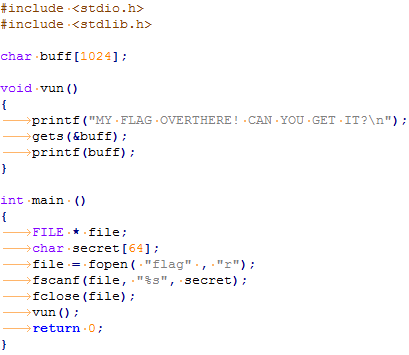 #include <stdio.h>
#include <stdlib.h>
char buff[1024];
void vun()
{
printf("MY FLAG OVERTHERE! CAN YOU GET IT?\n");
gets(&buff);
printf(buff);
}
int main ()
{
FILE * file;
char secret[64];
file = fopen( "flag" , "r");
fscanf(file, "%s", secret);
fclose(file);
vun();
return 0;
}